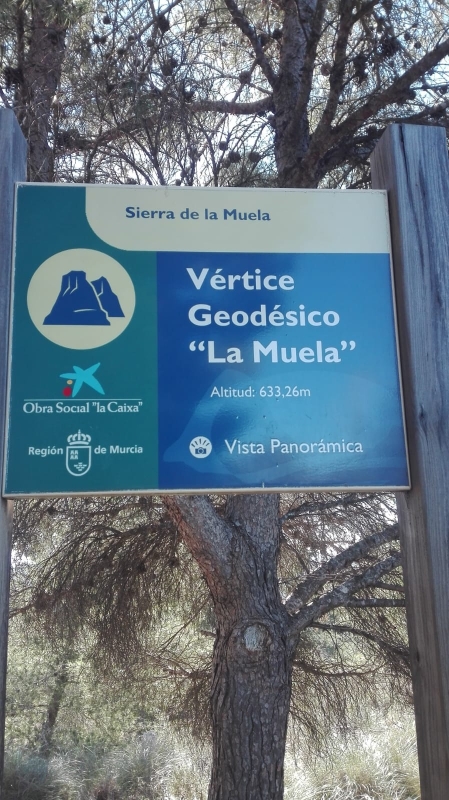 Sierra de la Muela
Vértice
Geodésico
“La Muela”
Altitud: 633,26m
Vista Panorámica
Obra Social "la Caixa"
Región de Murcia